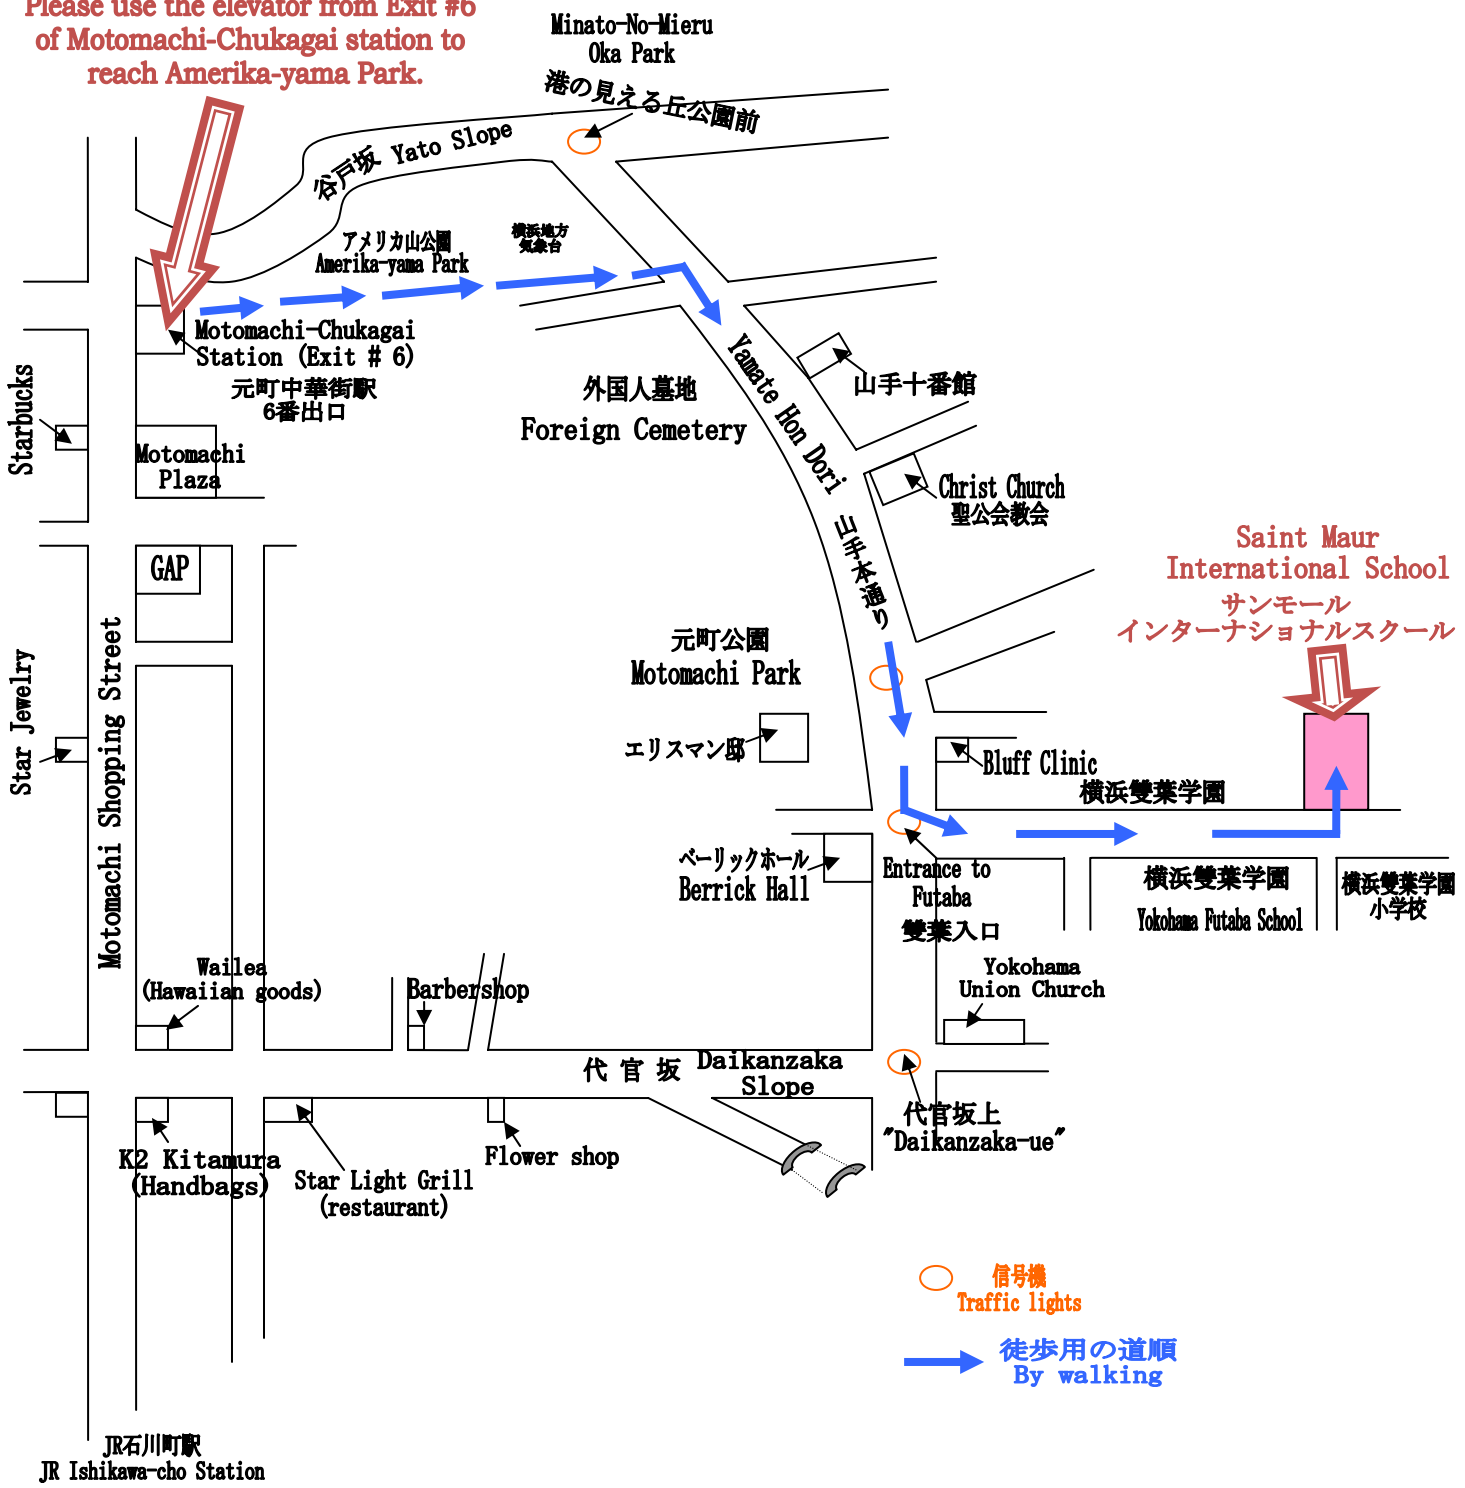 Please use the elevator from Exit #6
of Motomachi-Chukagai station to
reach Amerika-yama Park.
Minato-No-Mieru
Oka Park
港の見える丘公園前
谷戸坂 Yato Slope
アメリカ山公園
Amerika-yama Park
横浜地方
気象台
Motomachi-Chukagai
Station (Exit # 6)
元町中華街駅
6番出口
Starbucks
Motomachi
Plaza
外国人墓地
Foreign Cemetery
Yamate Hon Dori 山手本通り
山手十番館
Christ Church
聖公会教会
GAP
Saint Maur
International School
サンモール
インターナショナルスクール
元町公園
Motomachi Park
Star Jewelry
Motomachi Shopping Street
エリスマン邸
Bluff Clinic
横浜雙葉学園
ベーリックホール
Berrick Hall
Entrance to
Futaba
雙葉入口
横浜雙葉学園
Yokohama Futaba School
横浜雙葉学園
小学校
Wailea
(Hawaiian goods)
Barbershop
Yokohama
Union Church
代官坂 Daikanzaka
Slope
代官坂上
"Daikanzaka-ue"
K2 Kitamura
(Handbags)
Star Light Grill
(restaurant)
Flower shop
信号機
Traffic lights
徒歩用の道順
By walking
JR石川町駅
JR Ishikawa-cho Station